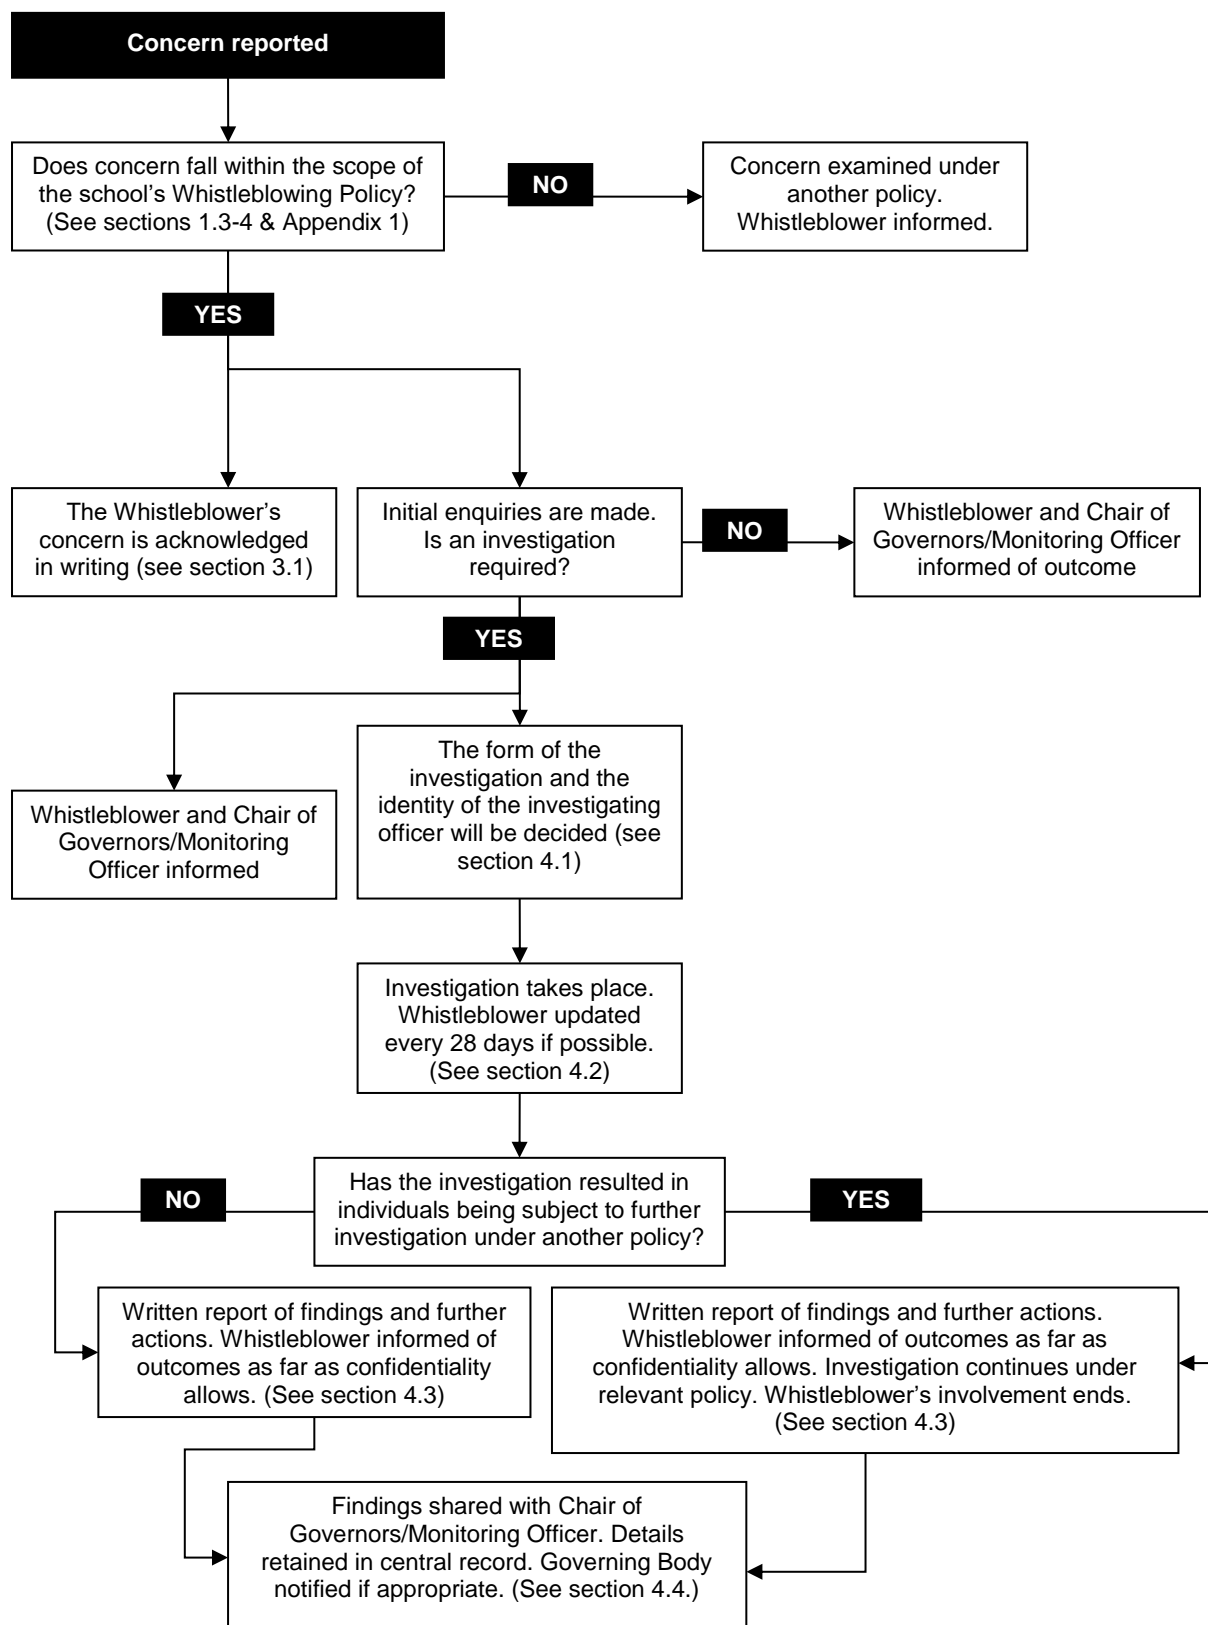 Concern reported
Does concern fall within the scope of
the school's Whistleblowing Policy?
(See sections 1.3-4 & Appendix 1)
NO
Concern examined under
another policy.
Whistleblower informed.
YES
The Whistleblower's
concern is acknowledged
in writing (see section 3.1)
Initial enquiries are made.
Is an investigation
required?
NO
Whistleblower and Chair of
Governors/Monitoring Officer
informed of outcome
YES
Whistleblower and Chair of
Governors/Monitoring
Officer informed
The form of the
investigation and the
identity of the investigating
officer will be decided (see
section 4.1)
Investigation takes place.
Whistleblower updated
every 28 days if possible.
(See section 4.2)
NO
Has the investigation resulted in
individuals being subject to further
investigation under another policy?
YES
Written report of findings and further
actions. Whistleblower informed of
outcomes as far as confidentiality
allows. (See section 4.3)
Written report of findings and further actions.
Whistleblower informed of outcomes as far as
confidentiality allows. Investigation continues under
relevant policy. Whistleblower's involvement ends.
(See section 4.3)
Findings shared with Chair of
Governors/Monitoring Officer. Details
retained in central record. Governing Body
notified if appropriate. (See section 4.4.)